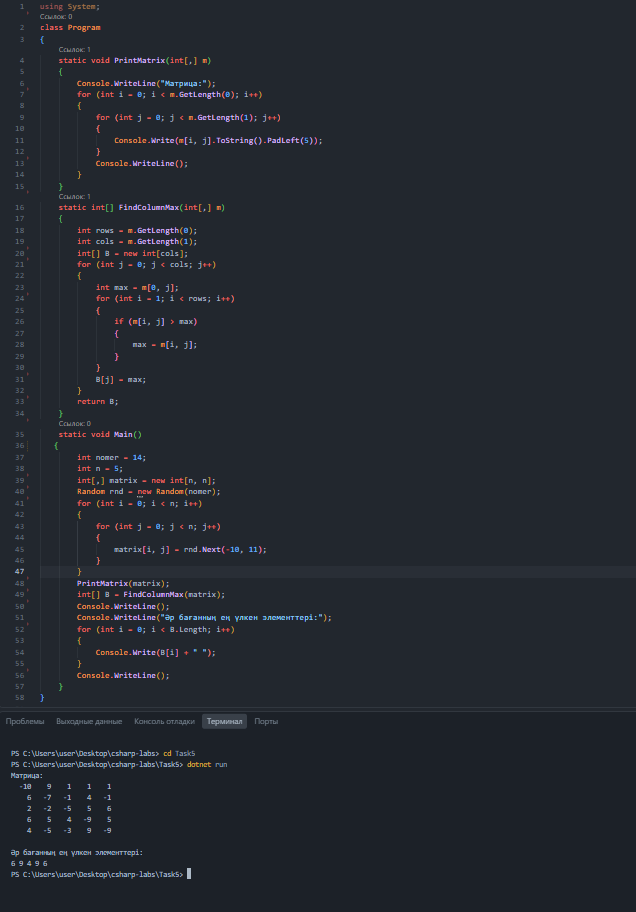 1 using System;
Ссылок: 0
2 class Program
3 {
Ссылок: 1
4 static void PrintMatrix(int[,] m)
5 {
6 Console.WriteLine("Матрица:");
7 for (int i = 0; i < m.GetLength(0); i++)
8 {
9 for (int j = 0; j < m.GetLength(1); j++)
10 {
11 Console.Write(m[i, j].ToString().PadLeft(5));
12 }
13 Console.WriteLine();
14 }
15 }
Ссылок: 1
16 static int[] FindColumnMax(int[,] m)
17 {
18 int rows = m.GetLength(0);
19 int cols = m.GetLength(1);
20 int[] B = new int[cols];
21 for (int j = 0; j < cols; j++)
22 {
23 int max = m[0, j];
24 for (int i = 1; i < rows; i++)
25 {
26 if (m[i, j] > max)
27 {
28 max = m[i, j];
29 }
30 }
31 B[j] = max;
32 }
33 return B;
34 }
Ссылок: 0
35 static void Main()
36 {
37 int nomer = 14;
38 int n = 5;
39 int[,] matrix = new int[n, n];
40 Random rnd = new Random(nomer);
41 for (int i = 0; i < n; i++)
42 {
43 for (int j = 0; j < n; j++)
44 {
45 matrix[i, j] = rnd.Next(-10, 11);
46 }
47 }
48 PrintMatrix(matrix);
49 int[] B = FindColumnMax(matrix);
50 Console.WriteLine();
51 Console.WriteLine("Әр бағанның ең үлкен элементтері:");
52 for (int i = 0; i < B.Length; i++)
53 {
54 Console.Write(B[i] + " ");
55 }
56 Console.WriteLine();
57 }
58 }
Проблемы Выходные данные Консоль отладки Терминал Порты
PS C:\Users\user\Desktop\csharp-labs> cd Task5
PS C:\Users\user\Desktop\csharp-labs\Task5> dotnet run
Матрица:
-10 9 1 1 1
6 -7 -1 4 -1
2 -2 -5 5 6
6 5 4 -9 5
4 -5 -3 9 -9
Әр бағанның ең үлкен элементтері:
6 9 4 9 6
PS C:\Users\user\Desktop\csharp-labs\Task5>